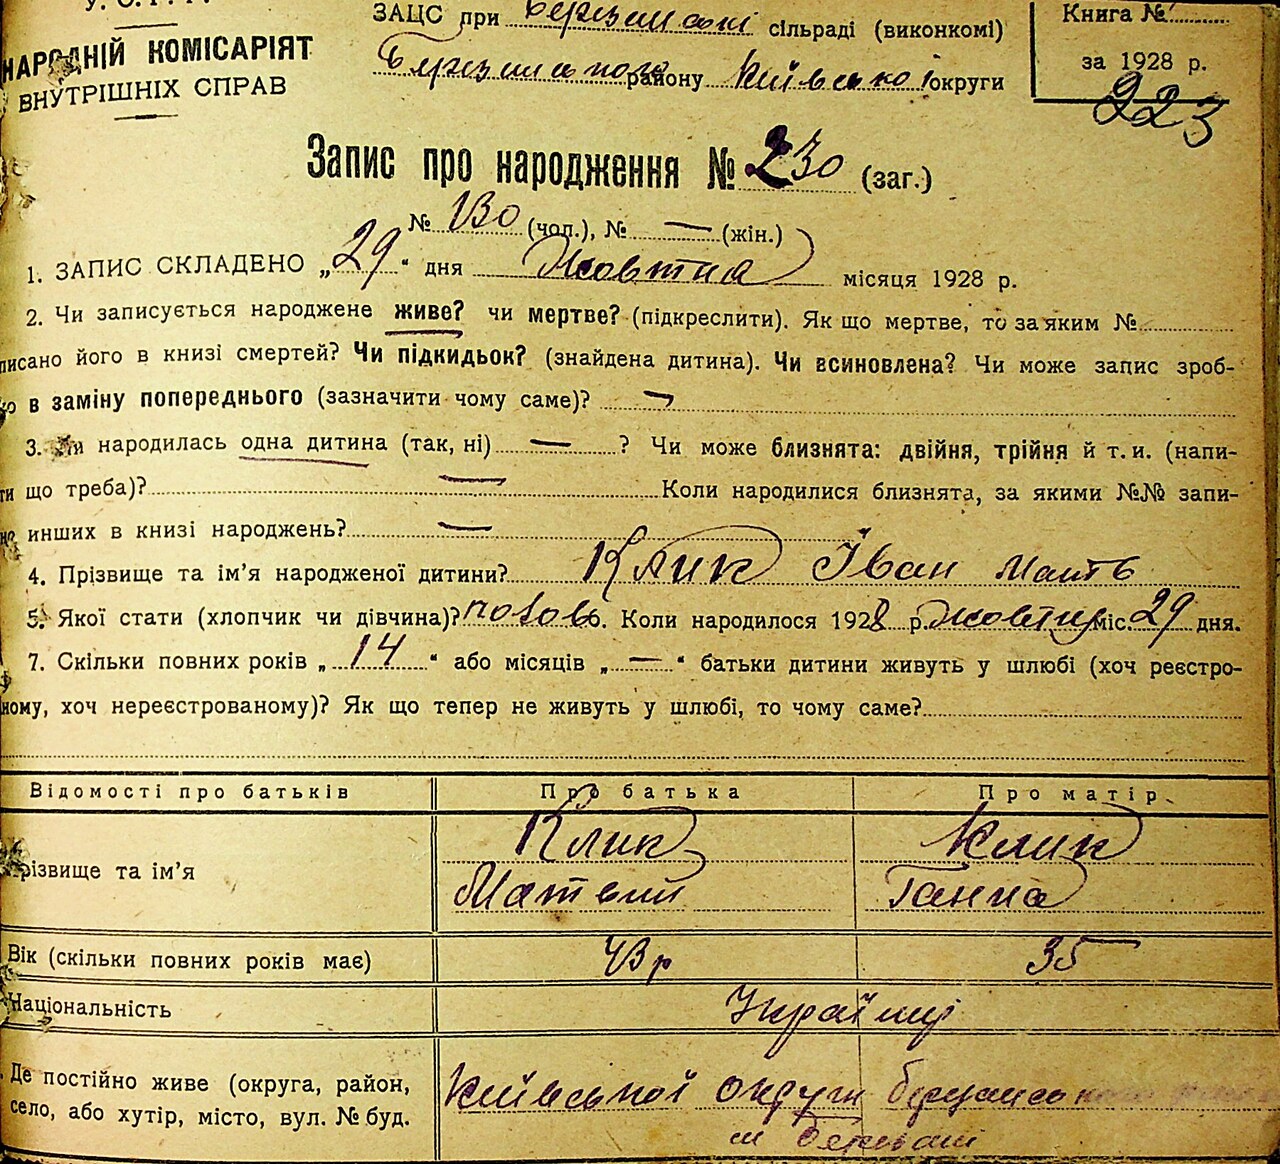 У. С. Р. Р.
НАРОДНІЙ КОМІСАРІЯТ
ВНУТРІШНІХ СПРАВ
ЗАЦС при сільраді (виконкомі)
району Київської округи
Книга №
за 1928 р.
223
Запис про народження № 230 (заг.)
№ 130 (чол.), № — (жін.)
1. ЗАПИС СКЛАДЕНО „29“ дня Жовтня місяця 1928 р.
2. Чи записується народжене живе? чи мертве? (підкреслити). Як що мертве, то за яким №
писано його в книзі смертей? Чи підкидьок? (знайдена дитина). Чи всиновлена? Чи може запис зроб-
но в заміну попереднього (зазначити чому саме)? —
3. Чи народилась одна дитина (так, ні) — ? Чи може близнята: двійня, трійня й т. и. (напи-
ти що треба)? — Коли народилися близнята, за якими №№ запи-
но инших в книзі народжень? —
4. Прізвище та ім’я народженої дитини? Клик Іван
5. Якої стати (хлопчик чи дівчина)? Коли народилося 1928 р. жовтня міс. 29 дня.
7. Скільки повних років „14“ або місяців „—“ батьки дитини живуть у шлюбі (хоч реєстро-
ному, хоч нереєстрованому)? Як що тепер не живуть у шлюбі, то чому саме?
Відомості про батьків Про батька Про матір
Прізвище та ім’я Клик Матвий Клик Ганна
Вік (скільки повних років має) 43 р 35
Національність Українці
Де постійно живе (округа, район,
село, або хутір, місто, вул. № буд.
Київської округи
м Березані